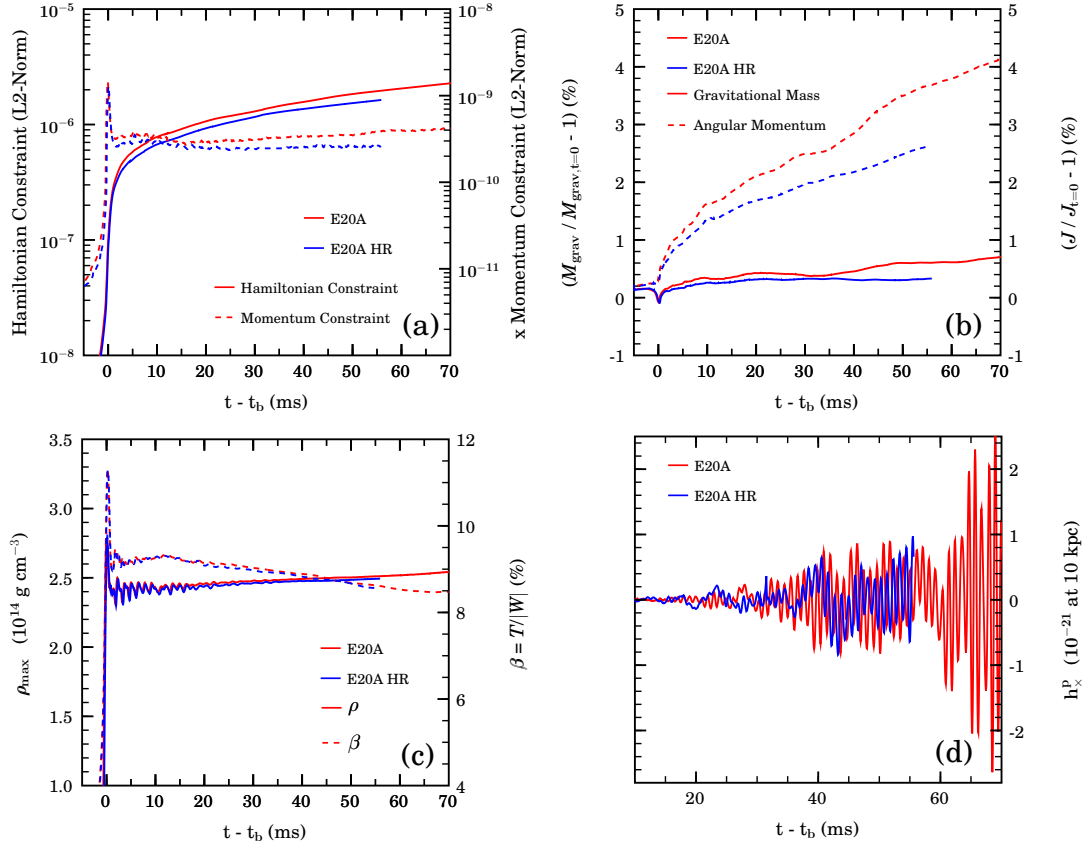 10⁻⁵
10⁻⁶
10⁻⁷
10⁻⁸
Hamiltonian Constraint (L2-Norm)
10⁻⁸
10⁻⁹
10⁻¹⁰
10⁻¹¹
x Momentum Constraint (L2-Norm)
E20A
E20A HR
Hamiltonian Constraint
Momentum Constraint
(a)
0 10 20 30 40 50 60 70
t - t_b (ms)
5
4
3
2
1
0
-1
(M_grav / M_grav,t=0 - 1) (%)
5
4
3
2
1
0
-1
(J / J_t=0 - 1) (%)
E20A
E20A HR
Gravitational Mass
Angular Momentum
(b)
0 10 20 30 40 50 60 70
t - t_b (ms)
3.5
3.0
2.5
2.0
1.5
1.0
ρ_max (10¹⁴ g cm⁻³)
12
10
8
6
4
β = T/|W| (%)
E20A
E20A HR
ρ
β
(c)
0 10 20 30 40 50 60 70
t - t_b (ms)
E20A
E20A HR
2
1
0
-1
-2
h^p_× (10⁻²¹ at 10 kpc)
(d)
20 40 60
t - t_b (ms)